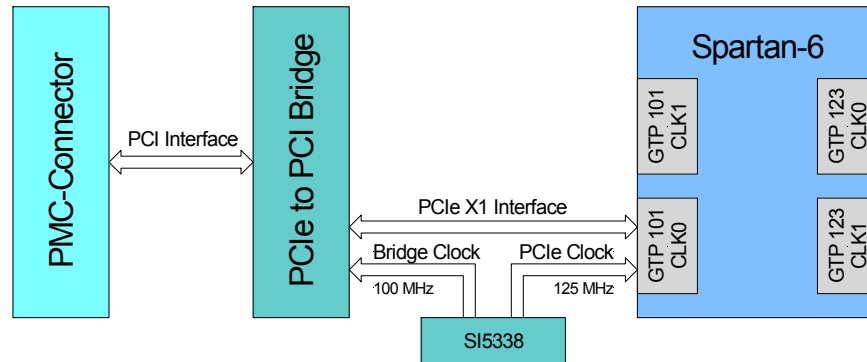 PMC-Connector
PCI Interface
PCIe to PCI Bridge
PCIe X1 Interface
Bridge Clock
100 MHz
PCIe Clock
125 MHz
SI5338
Spartan-6
GTP 101
CLK1
GTP 123
CLK0
GTP 101
CLK0
GTP 123
CLK1